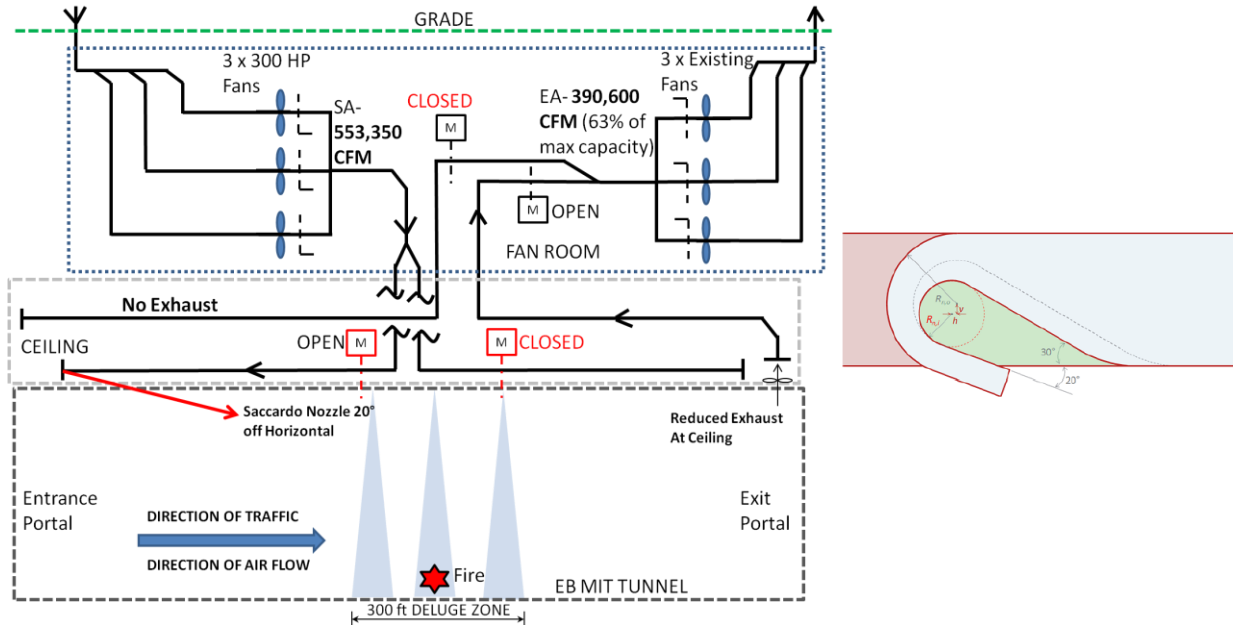 GRADE
3 x 300 HP
Fans
SA-
553,350
CFM
CLOSED
M
EA- 390,600
CFM (63% of
max capacity)
3 x Existing
Fans
M
OPEN
FAN ROOM
No Exhaust
CEILING
OPEN
M
M
CLOSED
Saccardo Nozzle 20°
off Horizontal
Reduced Exhaust
At Ceiling
Entrance
Portal
DIRECTION OF TRAFFIC
DIRECTION OF AIR FLOW
Fire
Exit
Portal
EB MIT TUNNEL
300 ft DELUGE ZONE
v
h
30°
20°